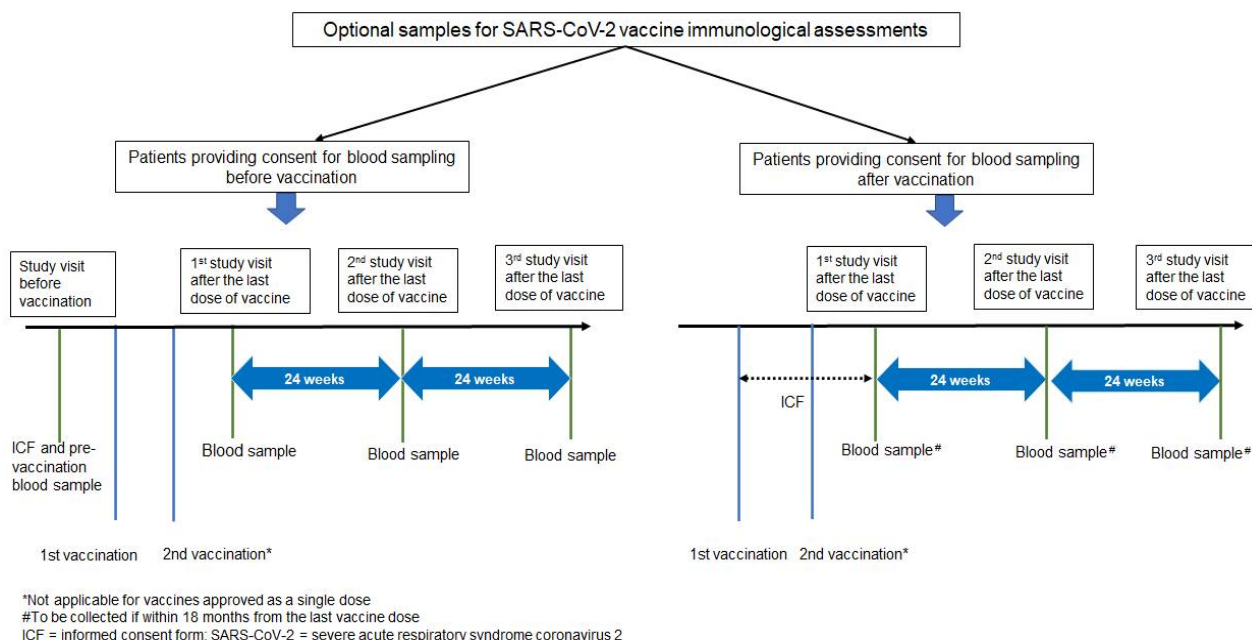 Optional samples for SARS-CoV-2 vaccine immunological assessments
Patients providing consent for blood sampling
before vaccination
Patients providing consent for blood sampling
after vaccination
Study visit
before
vaccination
1st study visit
after the last
dose of vaccine
2nd study visit
after the last
dose of vaccine
3rd study visit
after the last
dose of vaccine
1st study visit
after the last
dose of vaccine
2nd study visit
after the last
dose of vaccine
3rd study visit
after the last
dose of vaccine
24 weeks
24 weeks
ICF
24 weeks
24 weeks
ICF and pre-
vaccination
blood sample
Blood sample
Blood sample
Blood sample
Blood sample#
Blood sample#
Blood sample#
1st vaccination
2nd vaccination*
1st vaccination
2nd vaccination*
*Not applicable for vaccines approved as a single dose
#To be collected if within 18 months from the last vaccine dose
ICF = informed consent form; SARS-CoV-2 = severe acute respiratory syndrome coronavirus 2